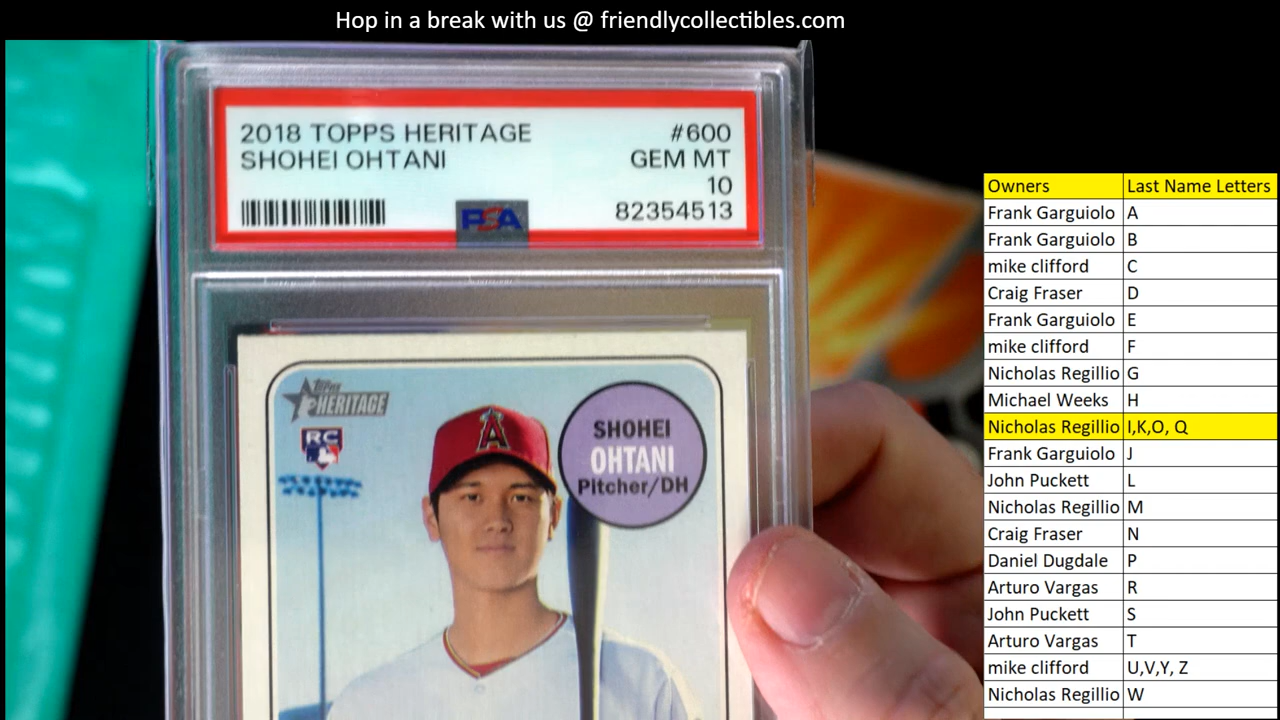 Hop in a break with us @ friendlycollectibles.com
2018 TOPPS HERITAGE #600
SHOHEI OHTANI GEM MT
10
82354513
PSA
Topps
HERITAGE
RC
A
SHOHEI
OHTANI
Pitcher/DH
Owners Last Name Letters
Frank Garguiolo A
Frank Garguiolo B
mike clifford C
Craig Fraser D
Frank Garguiolo E
mike clifford F
Nicholas Regillio G
Michael Weeks H
Nicholas Regillio I,K,O, Q
Frank Garguiolo J
John Puckett L
Nicholas Regillio M
Craig Fraser N
Daniel Dugdale P
Arturo Vargas R
John Puckett S
Arturo Vargas T
mike clifford U,V,Y, Z
Nicholas Regillio W